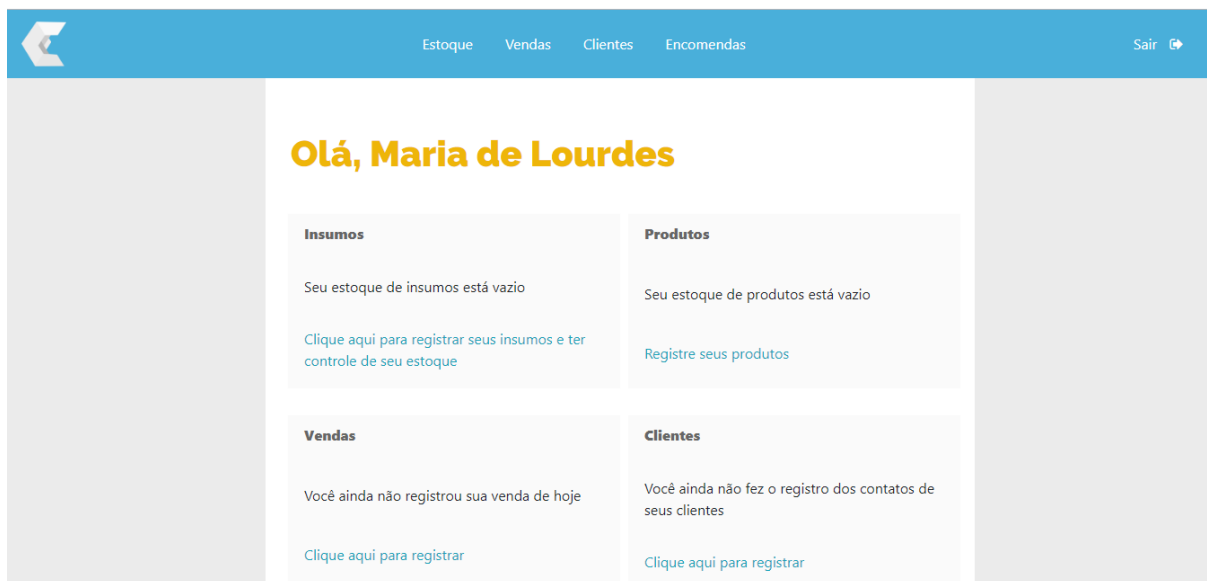 Estoque Vendas Clientes Encomendas Sair
Olá, Maria de Lourdes
Insumos
Seu estoque de insumos está vazio
Clique aqui para registrar seus insumos e ter
controle de seu estoque
Produtos
Seu estoque de produtos está vazio
Registre seus produtos
Vendas
Você ainda não registrou sua venda de hoje
Clique aqui para registrar
Clientes
Você ainda não fez o registro dos contatos de
seus clientes
Clique aqui para registrar